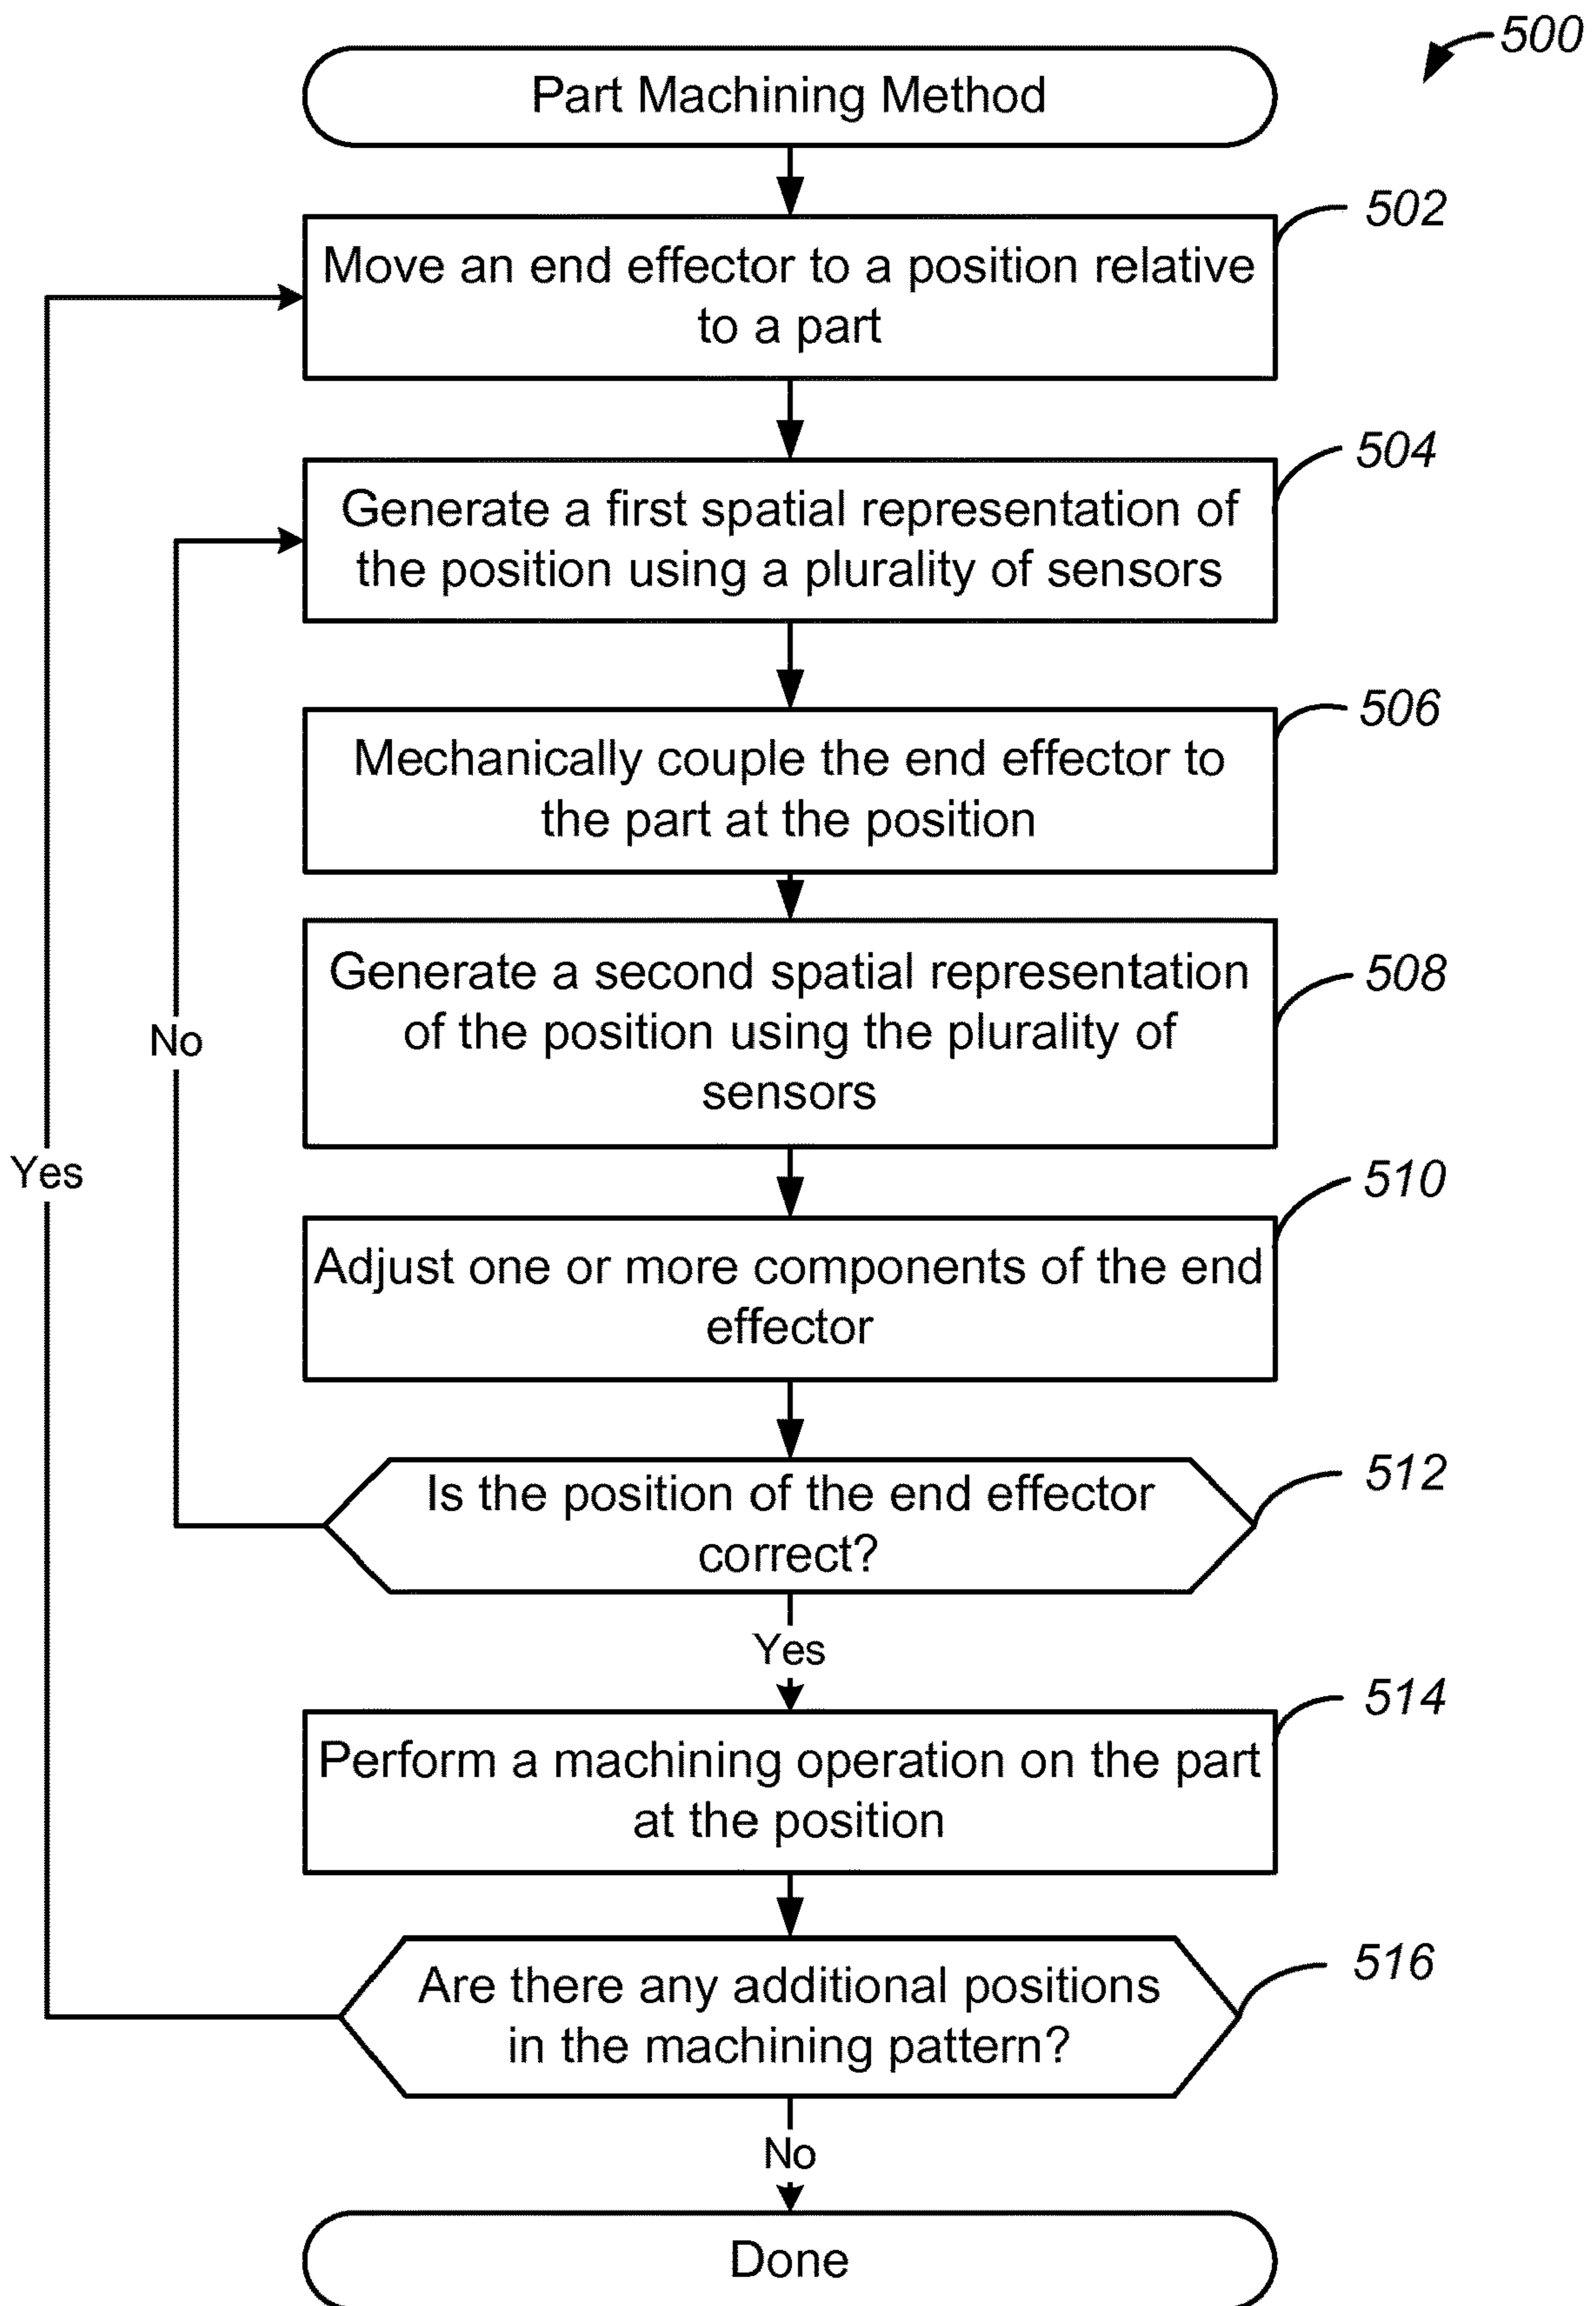 500
Part Machining Method
502
Move an end effector to a position relative
to a part
504
Generate a first spatial representation of
the position using a plurality of sensors
506
Mechanically couple the end effector to
the part at the position
508
Generate a second spatial representation
of the position using the plurality of
sensors
No
Yes
510
Adjust one or more components of the end
effector
512
Is the position of the end effector
correct?
Yes
514
Perform a machining operation on the part
at the position
516
Are there any additional positions
in the machining pattern?
No
Done